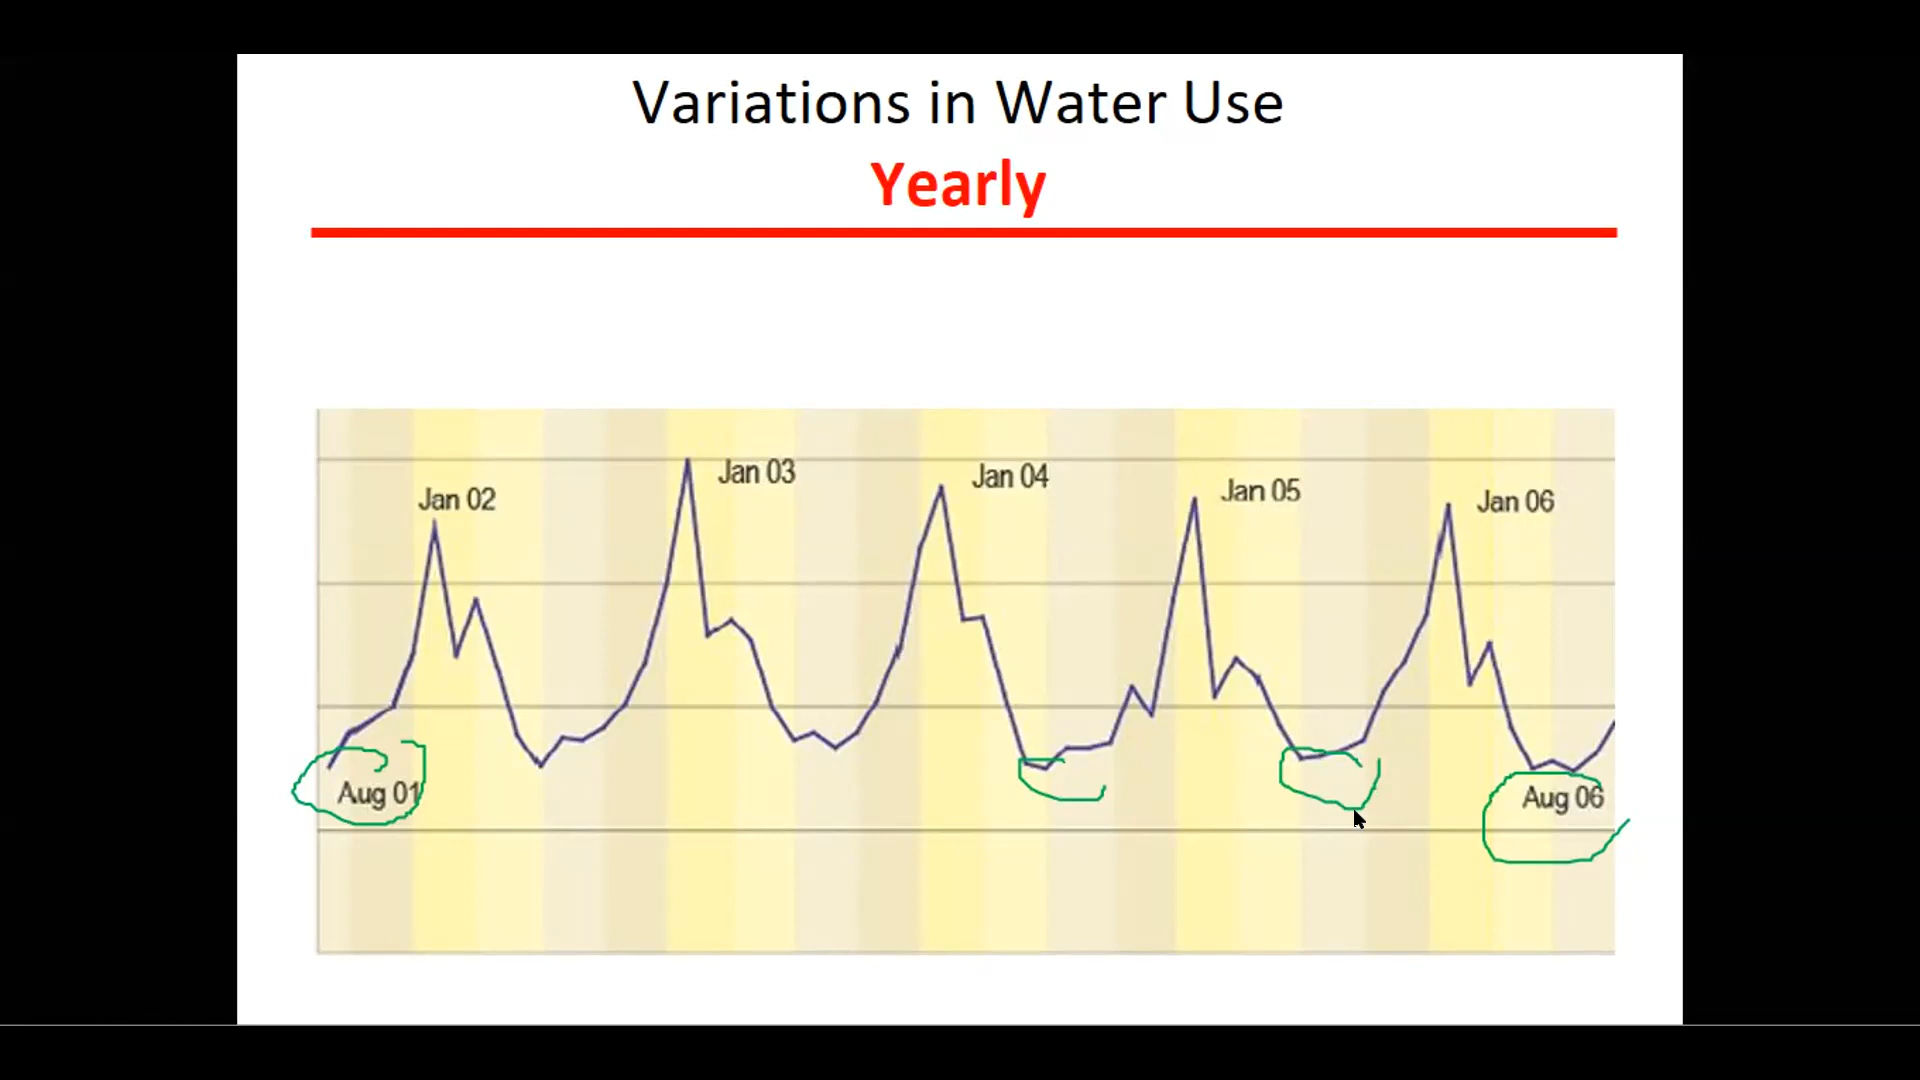 Variations in Water Use
Yearly
Jan 02
Jan 03
Jan 04
Jan 05
Jan 06
Aug 01
Aug 06